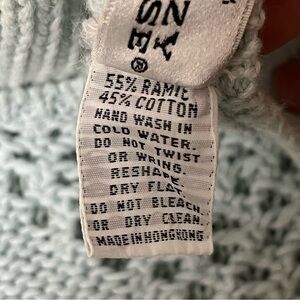 ®
55% RAMIE
45% COTTON
HAND WASH IN
COLD WATER.
DO NOT TWIST
OR WRING.
RESHAPE
DRY FLAT
DO NOT BLEACH.
OR DRY CLEAN.
MADE IN HONG KONG